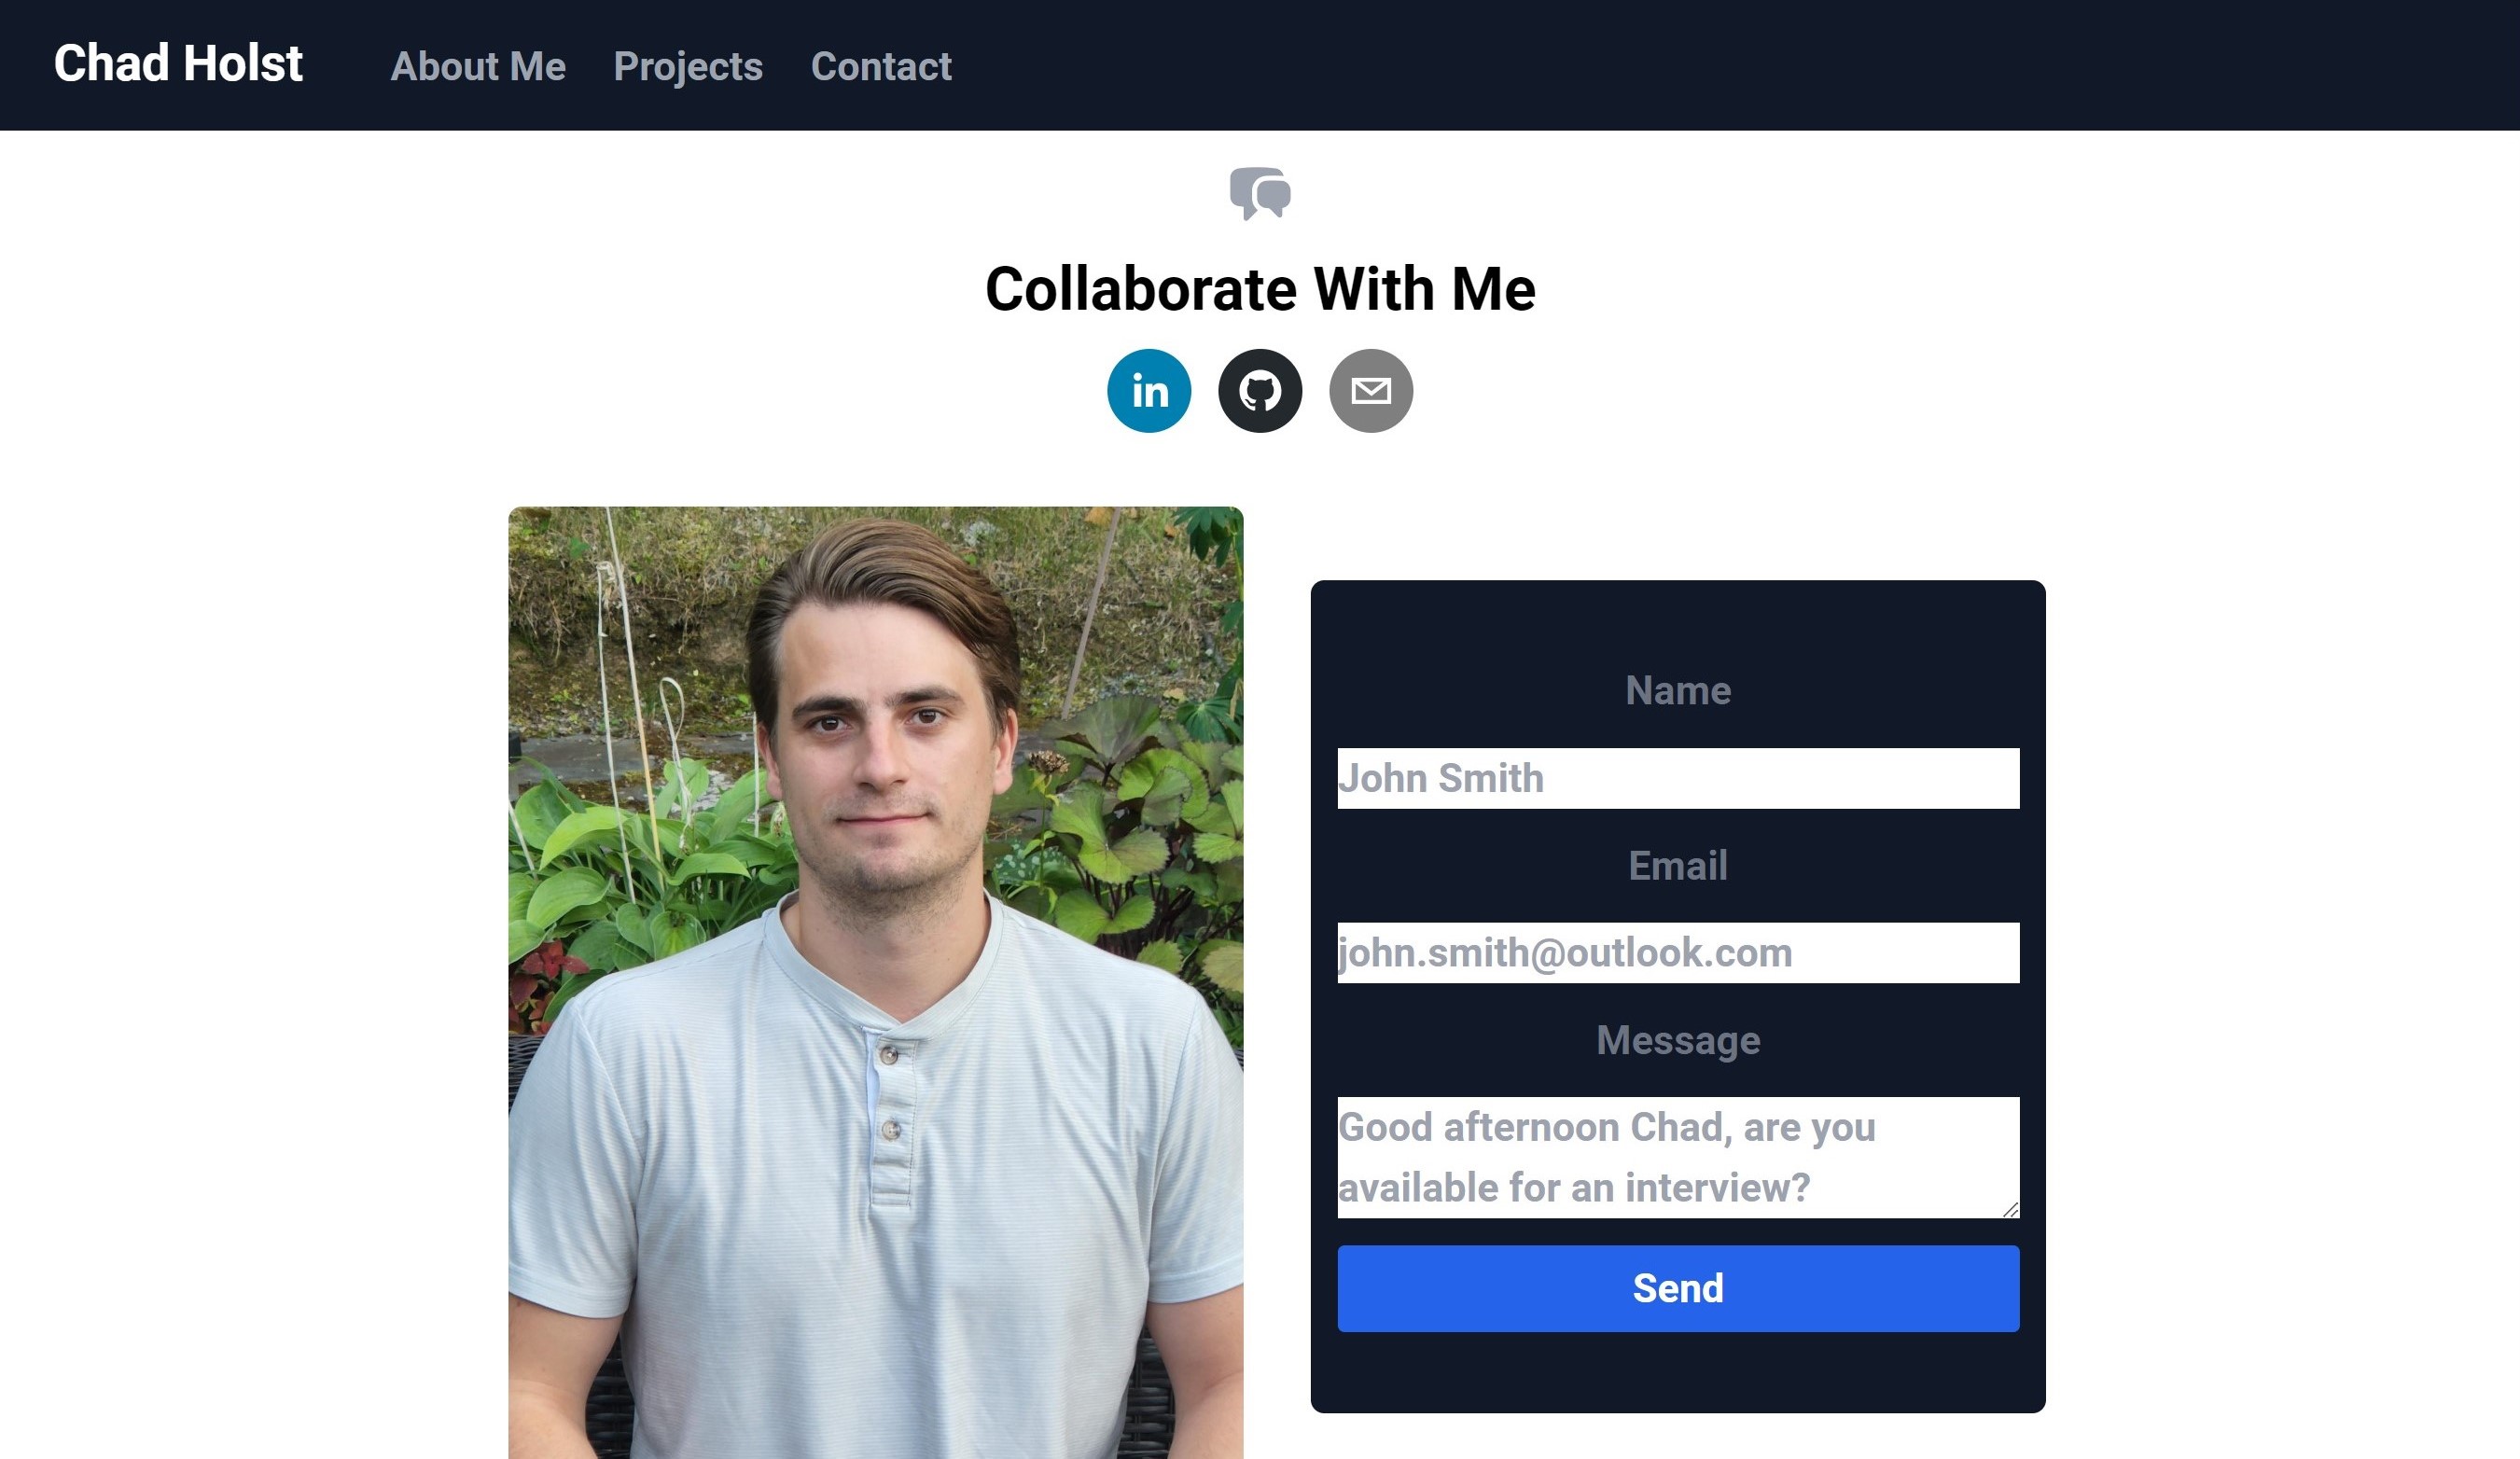 Chad Holst
About Me
Projects
Contact
Collaborate With Me
in
Name
John Smith
Email
john.smith@outlook.com
Message
Good afternoon Chad, are you
available for an interview?
Send